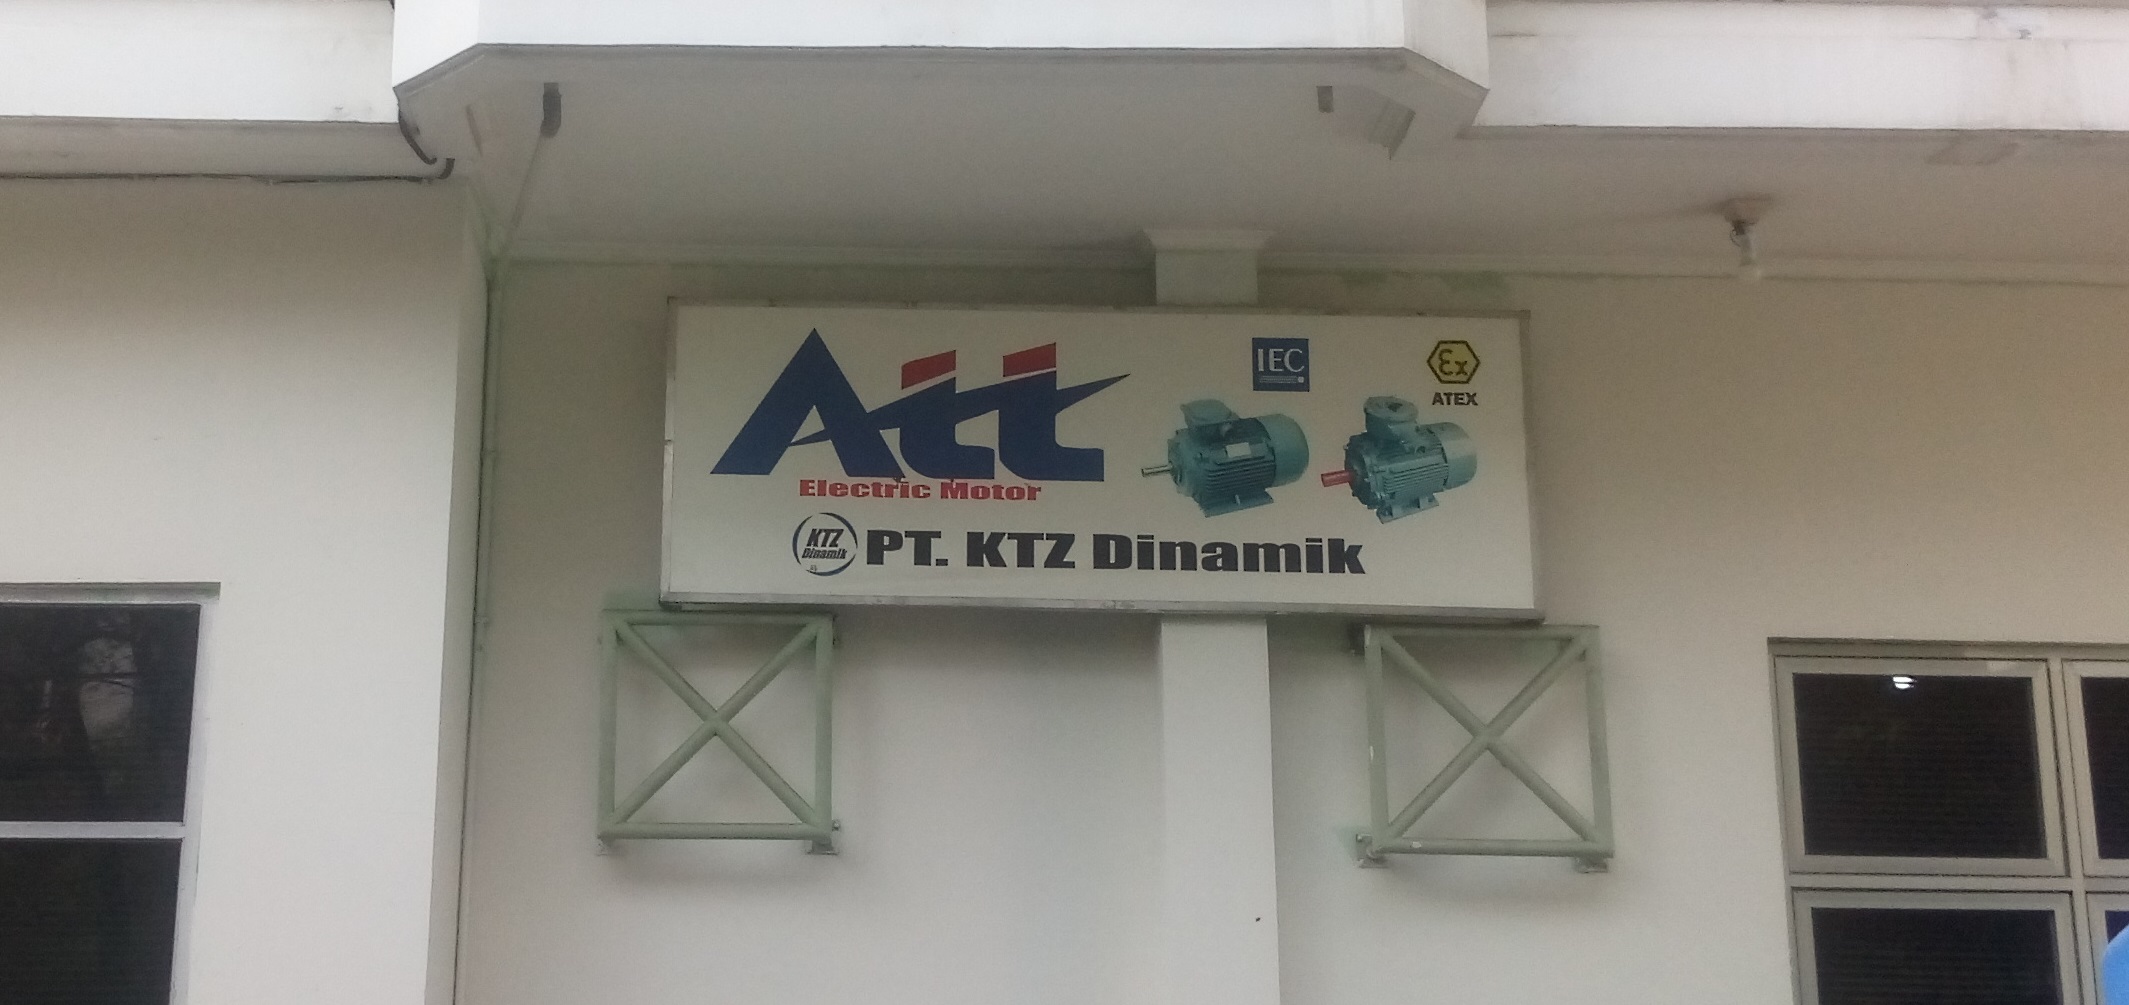 Att
Electric Motor
IEC
Ex
ATEX
KTZ
Dinamik
PT. KTZ Dinamik